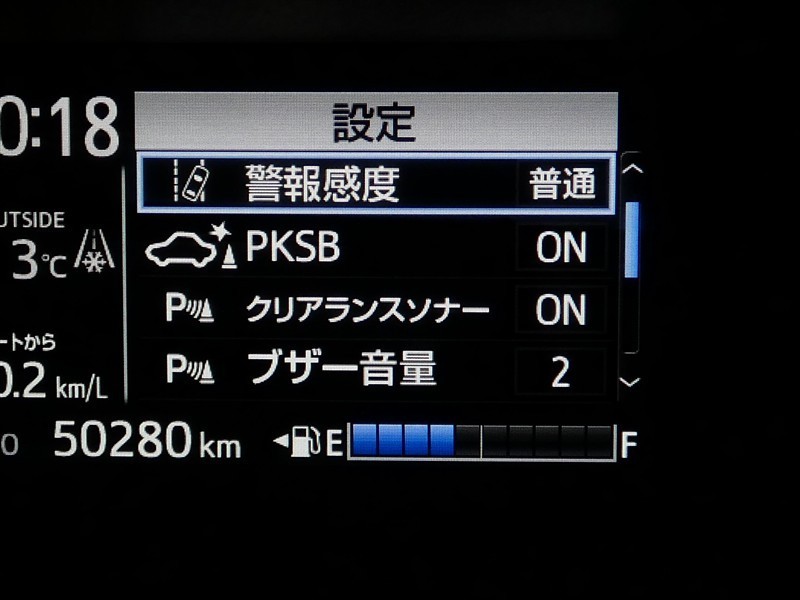 0:18
設定
警報感度 普通
PKSB ON
クリアランスソナー ON
ブザー音量 2
UTSIDE
3℃
ートから
0.2 km/L
50280 km
E F